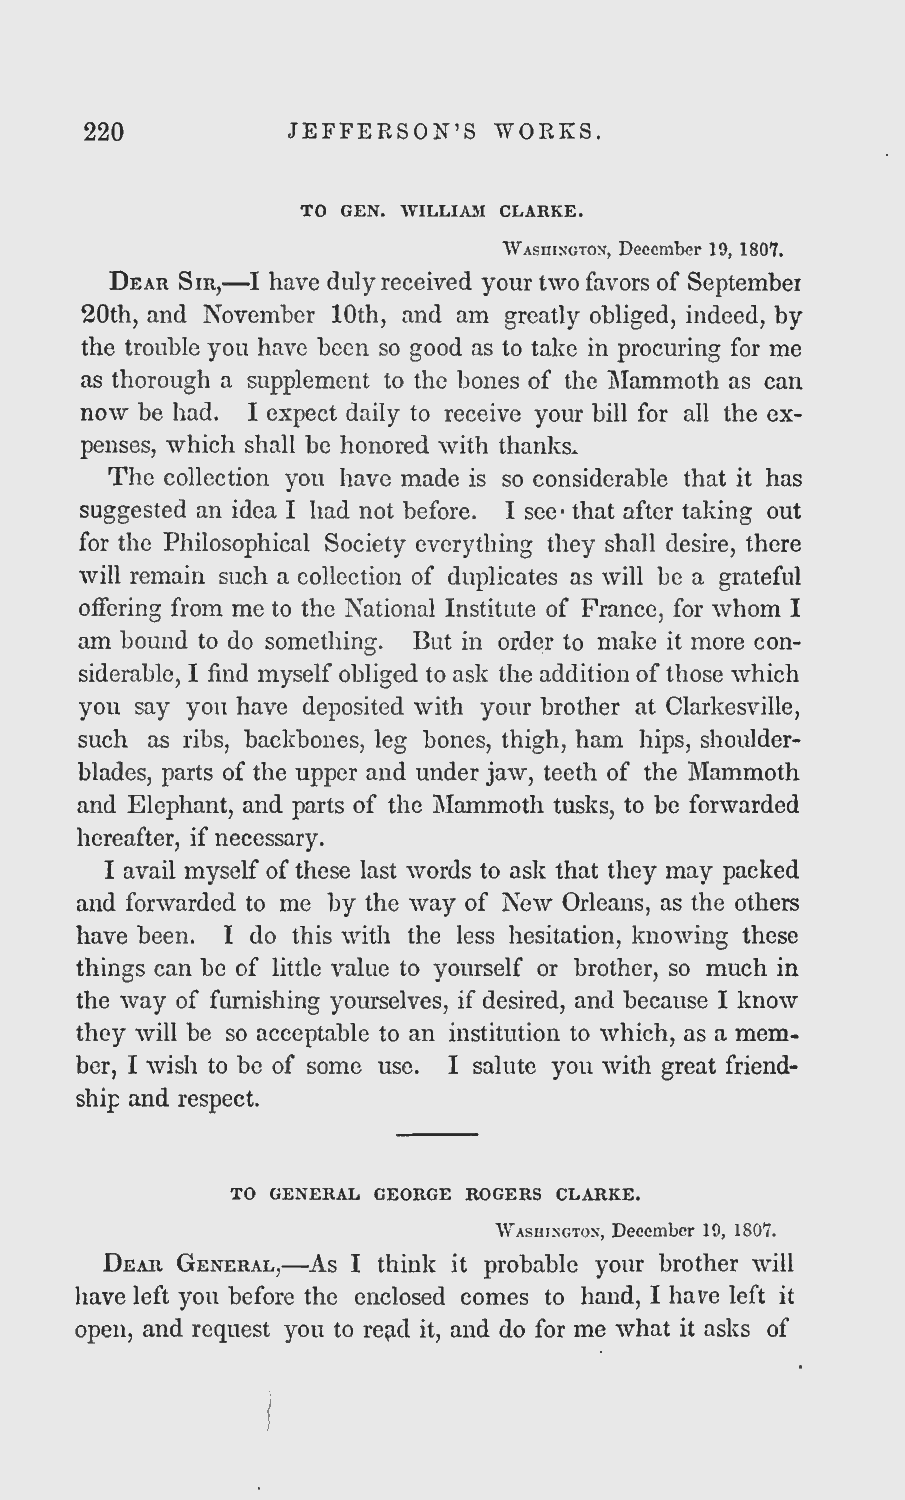 220 JEFFERSON'S WORKS.
TO GEN. WILLIAM CLARKE.
WASHINGTON, December 19, 1807.
DEAR SIR,—I have duly received your two favors of September
20th, and November 10th, and am greatly obliged, indeed, by
the trouble you have been so good as to take in procuring for me
as thorough a supplement to the bones of the Mammoth as can
now be had. I expect daily to receive your bill for all the ex-
penses, which shall be honored with thanks.
The collection you have made is so considerable that it has
suggested an idea I had not before. I see that after taking out
for the Philosophical Society everything they shall desire, there
will remain such a collection of duplicates as will be a grateful
offering from me to the National Institute of France, for whom I
am bound to do something. But in order to make it more con-
siderable, I find myself obliged to ask the addition of those which
you say you have deposited with your brother at Clarkesville,
such as ribs, backbones, leg bones, thigh, ham hips, shoulder-
blades, parts of the upper and under jaw, teeth of the Mammoth
and Elephant, and parts of the Mammoth tusks, to be forwarded
hereafter, if necessary.
I avail myself of these last words to ask that they may packed
and forwarded to me by the way of New Orleans, as the others
have been. I do this with the less hesitation, knowing these
things can be of little value to yourself or brother, so much in
the way of furnishing yourselves, if desired, and because I know
they will be so acceptable to an institution to which, as a mem-
ber, I wish to be of some use. I salute you with great friend-
ship and respect.
TO GENERAL GEORGE ROGERS CLARKE.
WASHINGTON, December 19, 1807.
DEAR GENERAL,—As I think it probable your brother will
have left you before the enclosed comes to hand, I have left it
open, and request you to read it, and do for me what it asks of